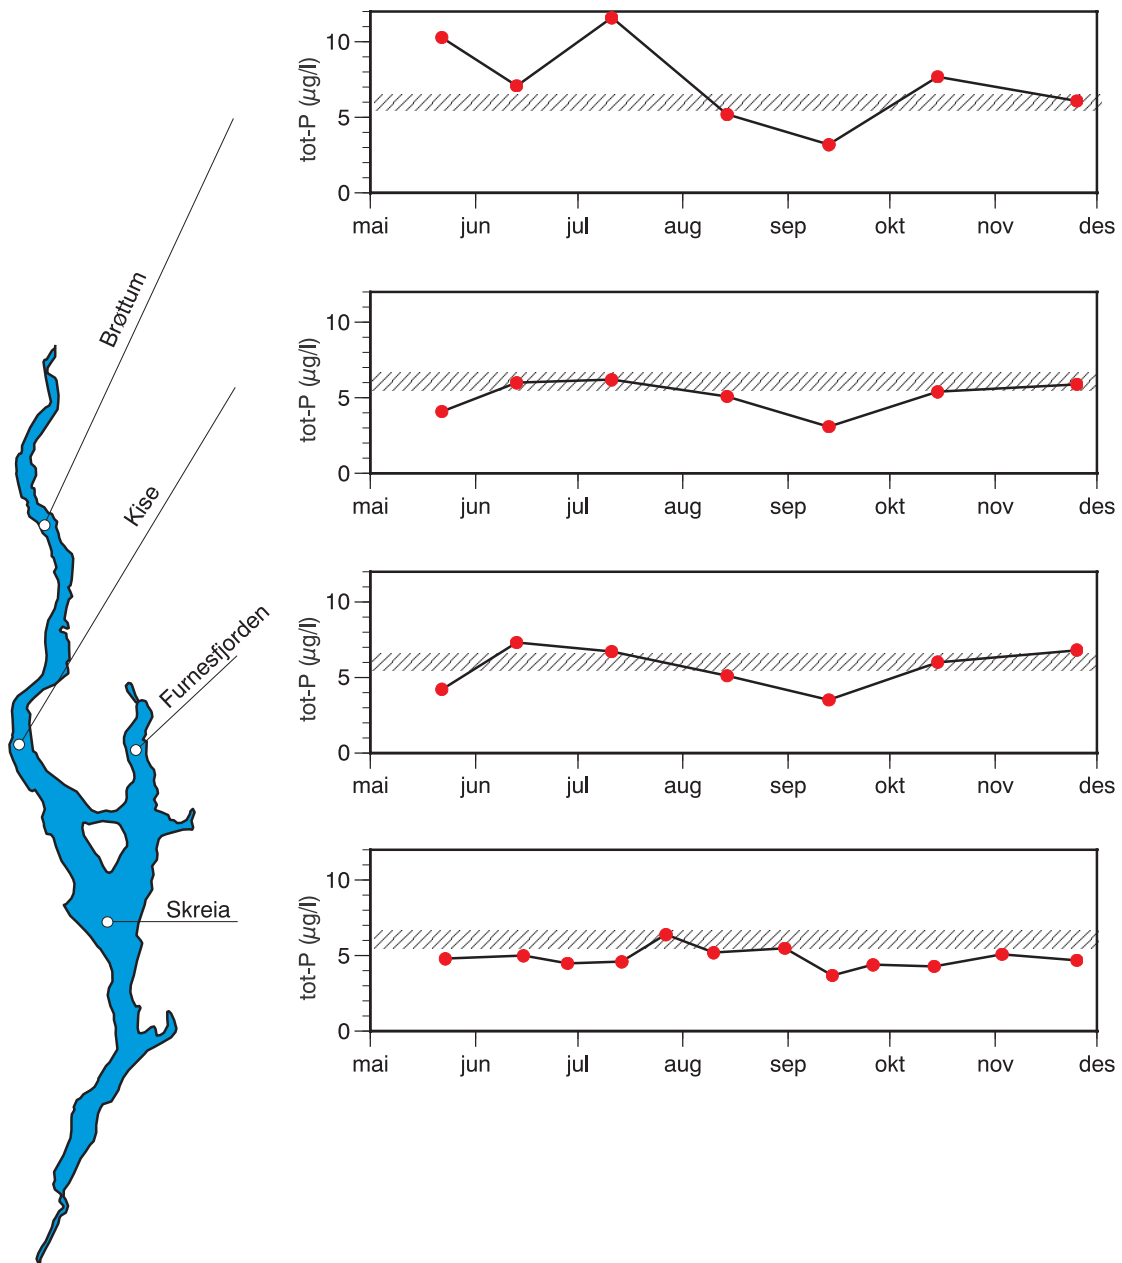 10
5
0
tot-P (µg/l)
mai jun jul aug sep okt nov des
Brøttum
10
5
0
tot-P (µg/l)
mai jun jul aug sep okt nov des
Kise
10
5
0
tot-P (µg/l)
mai jun jul aug sep okt nov des
Furnesfjorden
10
5
0
tot-P (µg/l)
mai jun jul aug sep okt nov des
Skreia